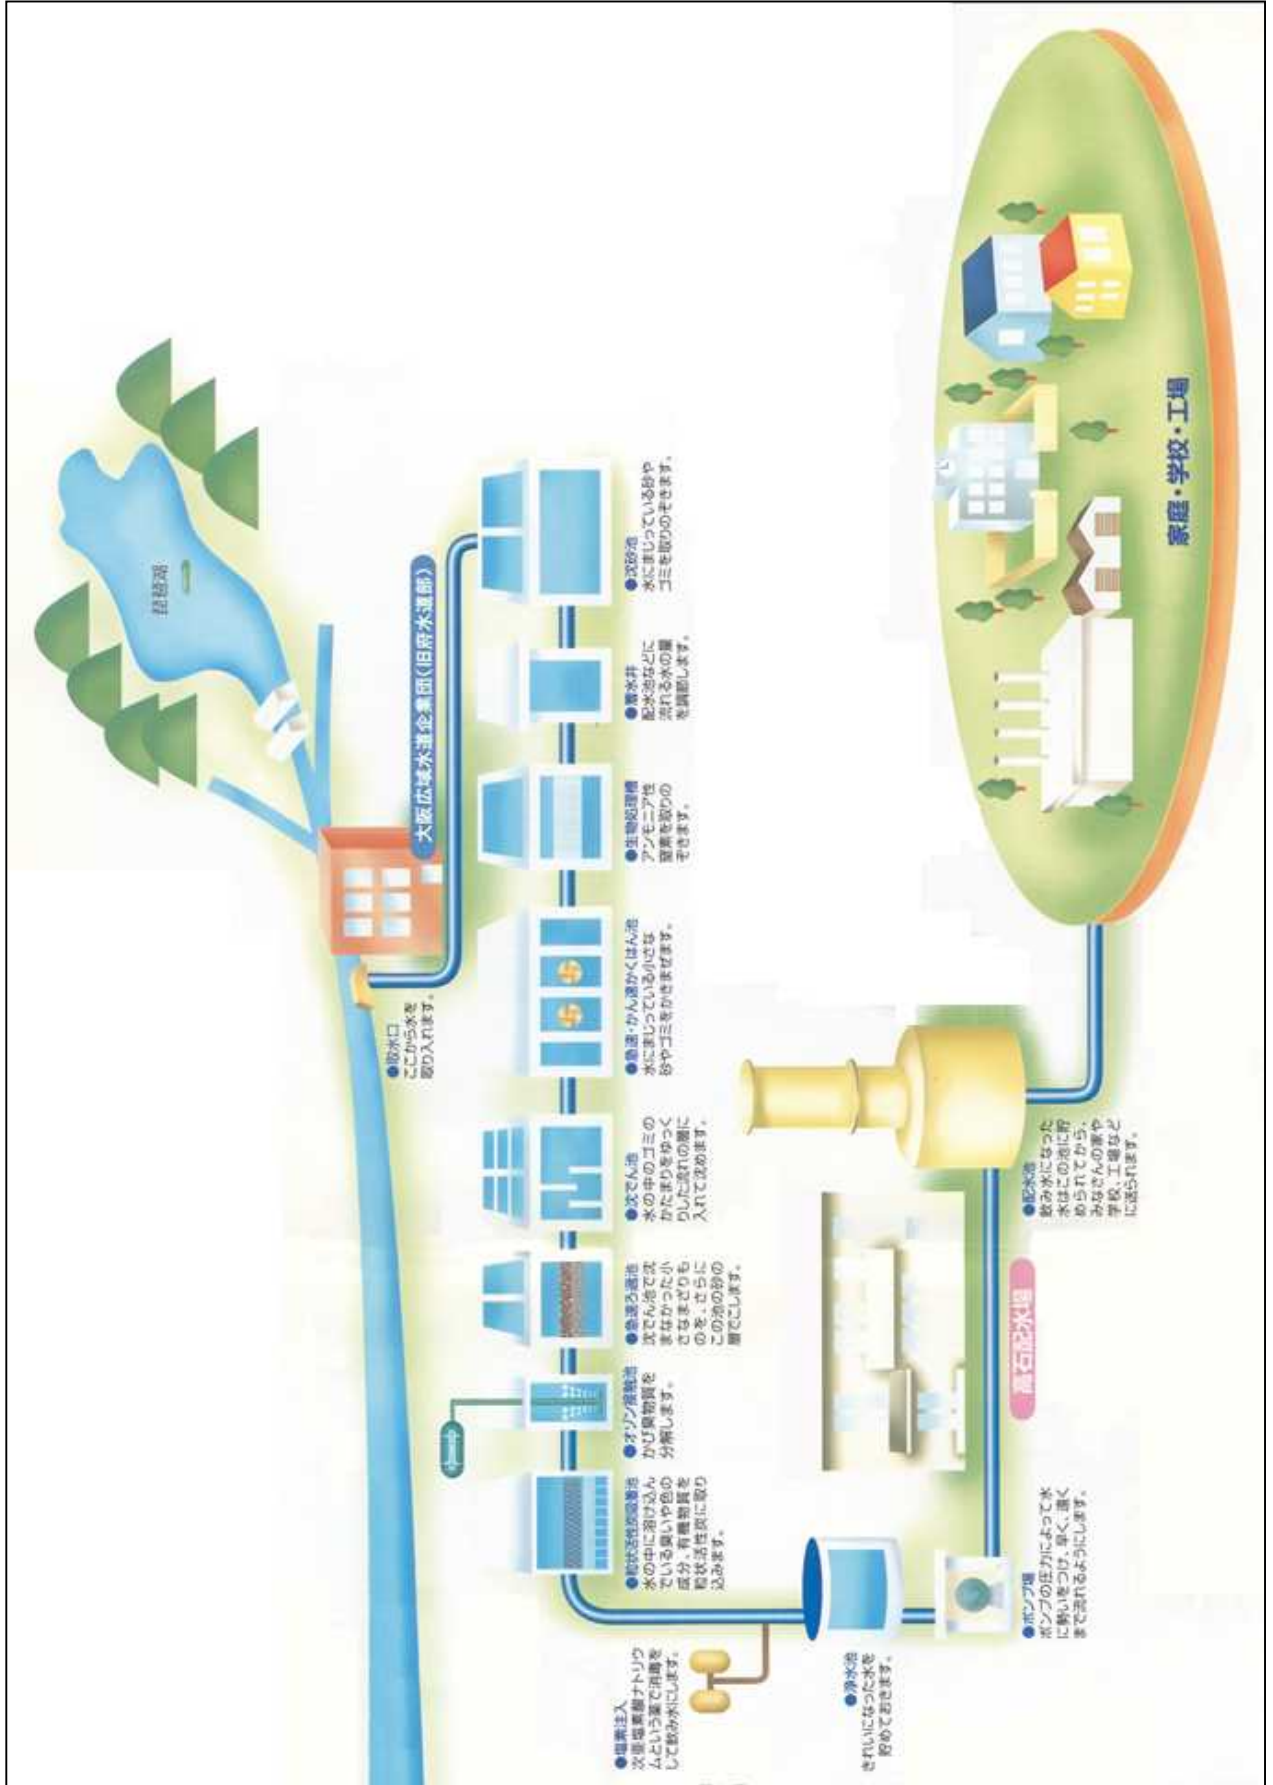 琵琶湖
大阪広域水道企業団（旧府水道部）
●取水口
ここから水を
取り入れます。
●沈砂池
水にまじっている砂や
ゴミを取りのぞきます。
●着水井
配水池などに
流れる水の量
を調節します。
●生物処理槽
アンモニア性
窒素を取りの
ぞきます。
●急速・かん速かくはん池
水にまじっている小さな
砂やゴミをかきまぜます。
●沈でん池
水の中のゴミの
かたまりをゆっく
りした流れの層に
入れて沈めます。
●急速ろ過池
沈でん池で沈
まなかった小
さなまざりも
のを、さらに
この池の砂の
層でこします。
●オゾン接触池
かび臭物質を
分解します。
●粒状活性炭吸着池
水の中に溶け込ん
でいる臭いや色の
成分、有機物質を
粒状活性炭に取り
込みます。
●塩素注入
次亜塩素酸ナトリウ
ムという薬で消毒を
して飲み水にします。
●浄水池
きれいになった水を
貯めておきます。
●ポンプ場
ポンプの圧力によって水
に勢いをつけ、早く、遠く
まで流れるようにします。
高石配水場
●配水池
飲み水になった
水はこの池に貯
められてから、
みなさんの家や
学校、工場など
に送られます。
家庭・学校・工場